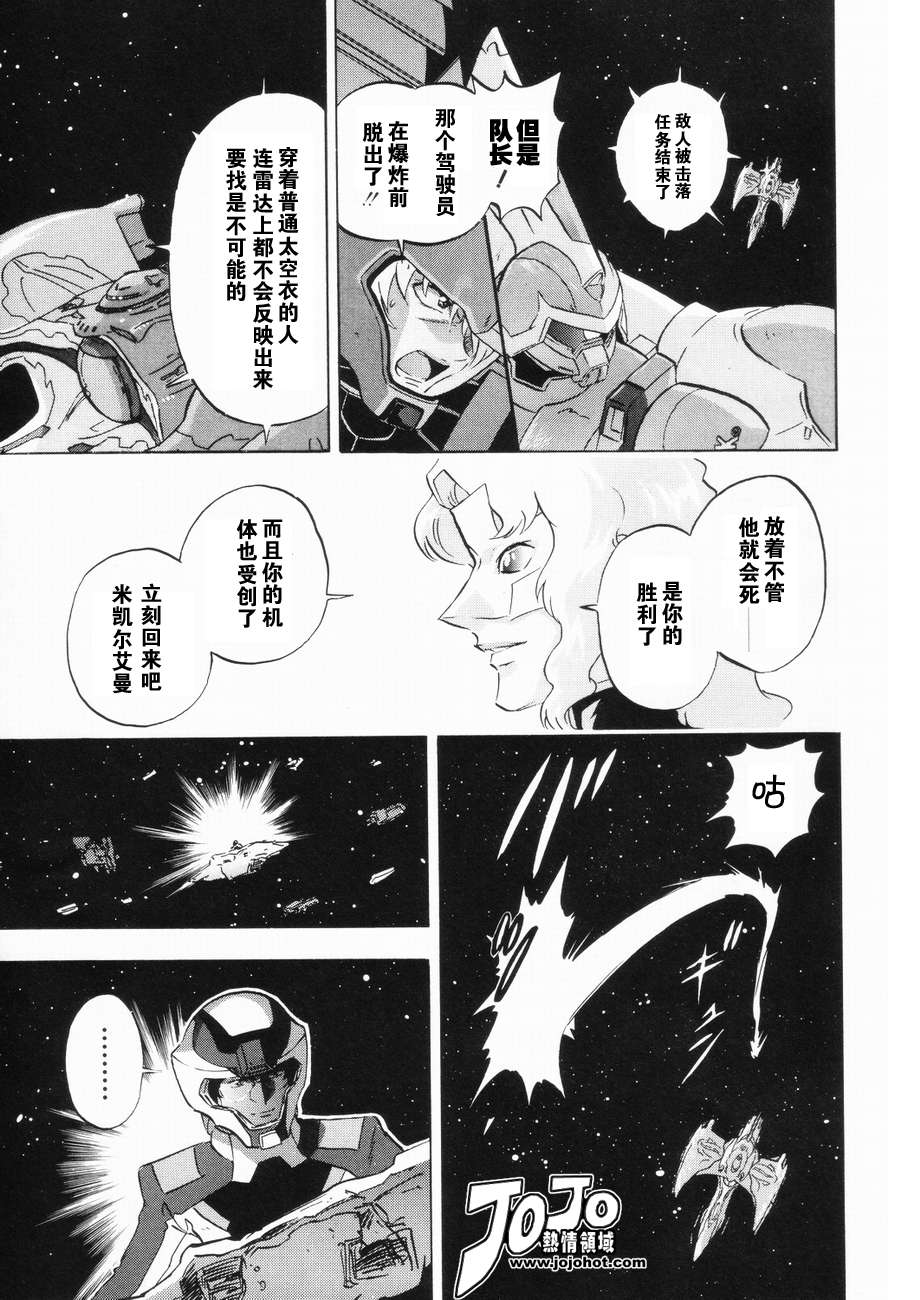 敌人被击落
任务结束了
但是
队长!
那个驾驶员
在爆炸前
脱出了!!
穿着普通太空衣的人
连雷达上都不会反映出来
要找是不可能的
放着不管
他就会死
是你的
胜利了
而且你的机
体也受创了
立刻回来吧
米凯尔艾曼
咕
………
JOJO
熱情領域
www.jojohot.com